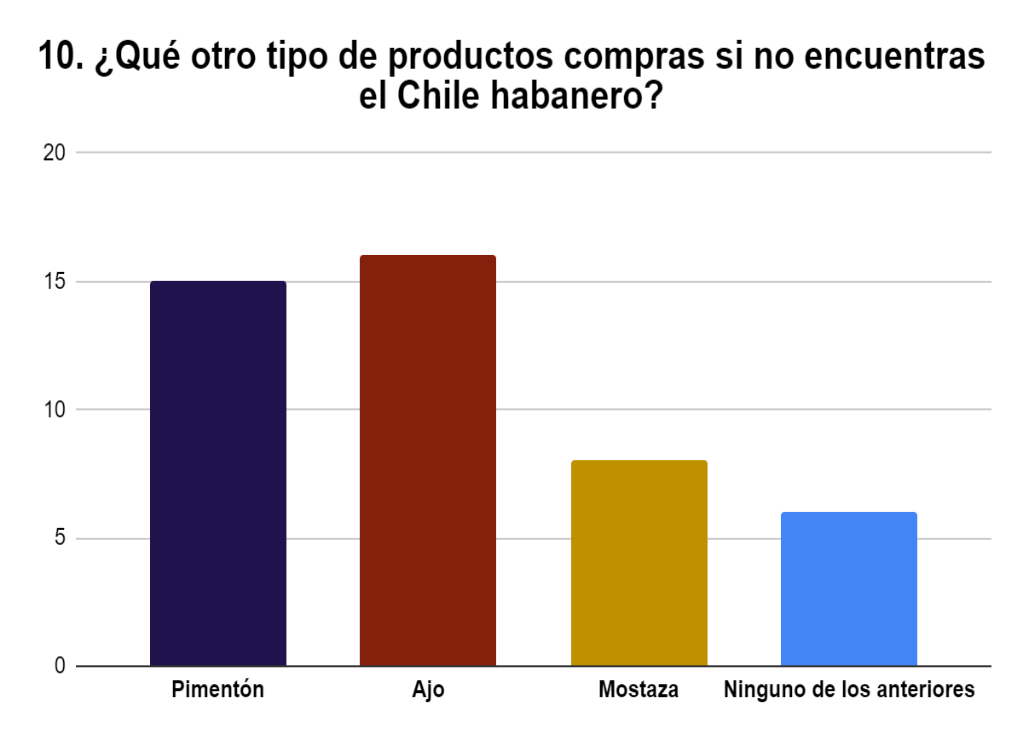 10. ¿Qué otro tipo de productos compras si no encuentras
el Chile habanero?
20
15
10
5
0
Pimentón
Ajo
Mostaza
Ninguno de los anteriores